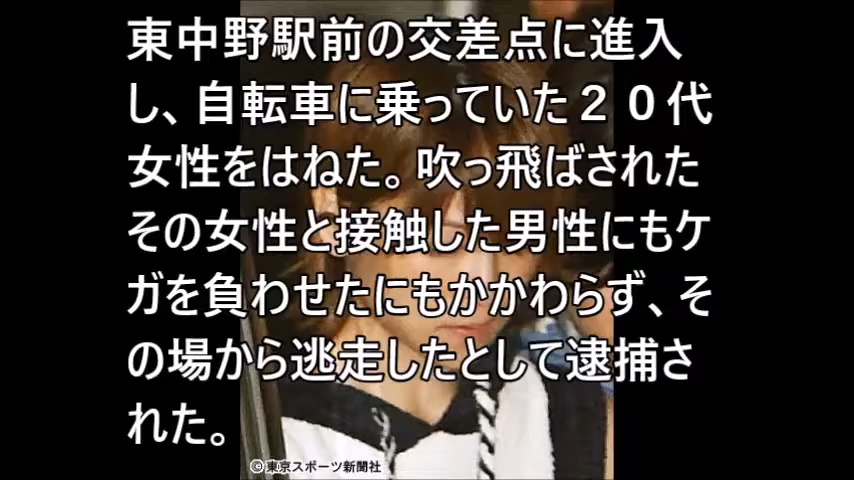 東中野駅前の交差点に進入
し、自転車に乗っていた２０代
女性をはねた。吹っ飛ばされた
その女性と接触した男性にもケ
ガを負わせたにもかかわらず、そ
の場から逃走したとして逮捕さ
れた。
©東京スポーツ新聞社